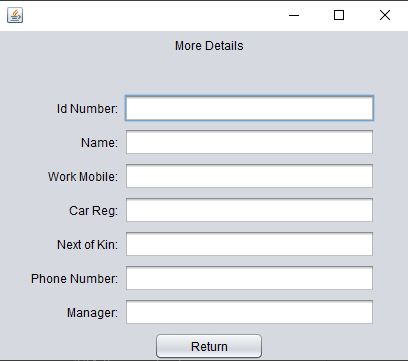 More Details
Id Number:
Name:
Work Mobile:
Car Reg:
Next of Kin:
Phone Number:
Manager:
Return